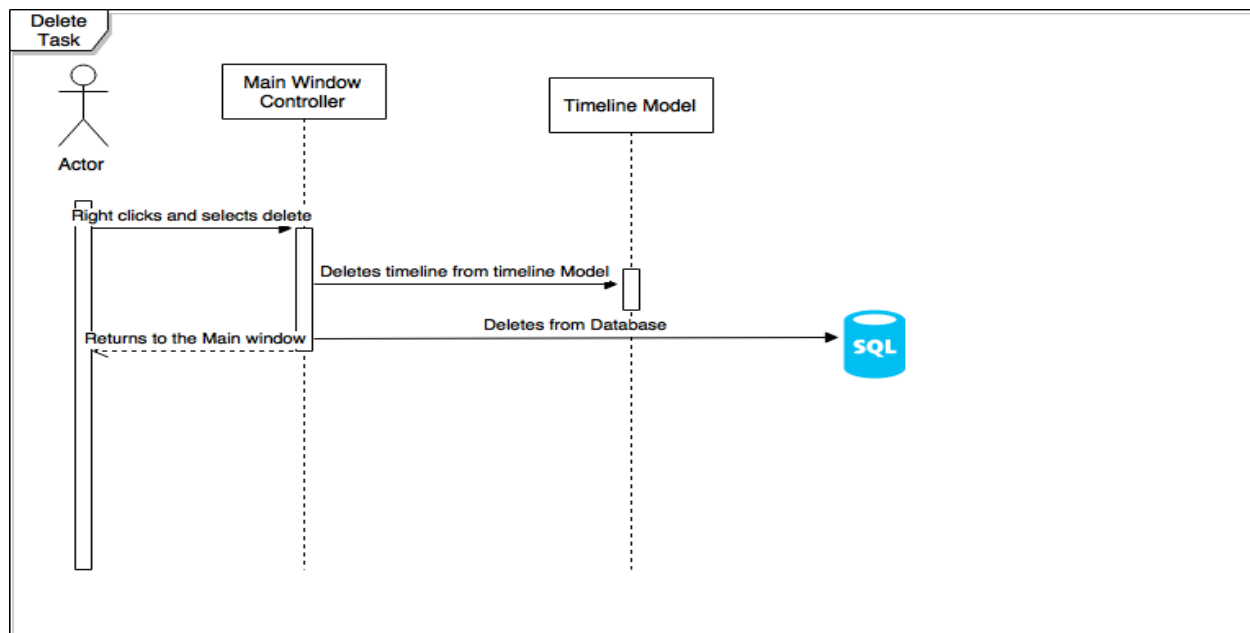 Delete
Task
Main Window
Controller
Timeline Model
Actor
Right clicks and selects delete
Deletes timeline from timeline Model
Deletes from Database
Returns to the Main window
SQL